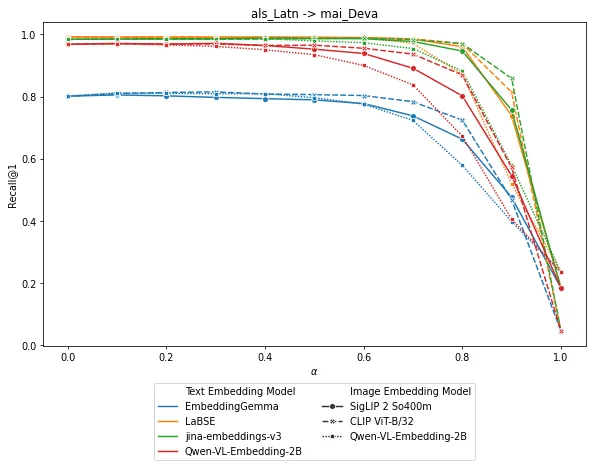 als_Latn -> mai_Deva
1.0
0.8
0.6
0.4
0.2
0.0
Recall@1
0.0 0.2 0.4 0.6 0.8 1.0
α
Text Embedding Model
EmbeddingGemma
LaBSE
jina-embeddings-v3
Qwen-VL-Embedding-2B
Image Embedding Model
SigLIP 2 So400m
CLIP ViT-B/32
Qwen-VL-Embedding-2B